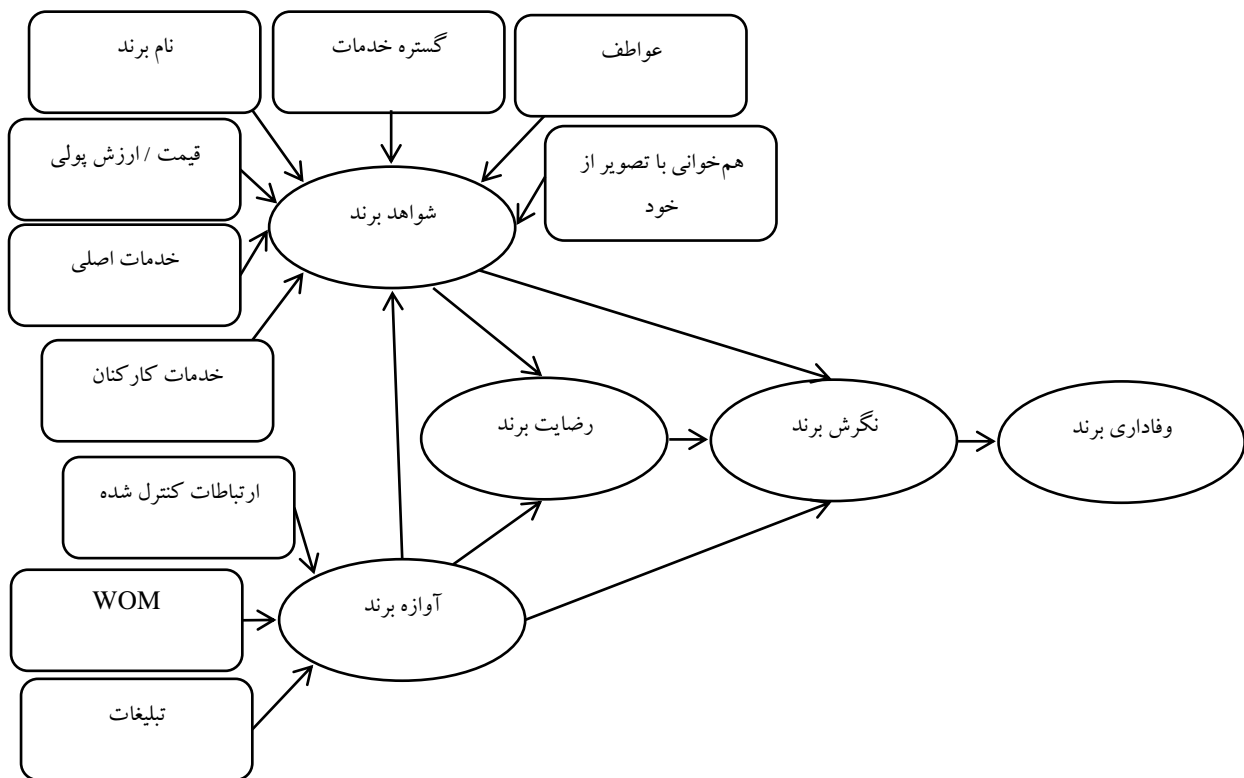 عواطف
گستره خدمات
نام برند
هم‌خوانی با تصویر از
خود
قیمت / ارزش پولی
شواهد برند
خدمات اصلی
خدمات کارکنان
رضایت برند
نگرش برند
وفاداری برند
ارتباطات کنترل شده
WOM
آوازه برند
تبلیغات